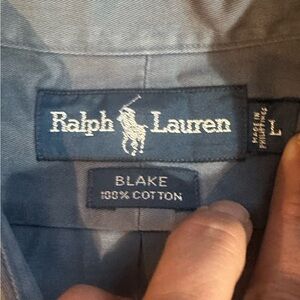 Ralph Lauren
MADE IN
PHILIPPINES
L
BLAKE
100% COTTON